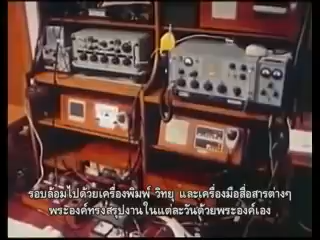 รอบล้อมไปด้วยเครื่องพิมพ์ วิทยุ และเครื่องมือสื่อสารต่างๆ
พระองค์ทรงสรุปงานในแต่ละวันด้วยพระองค์เอง